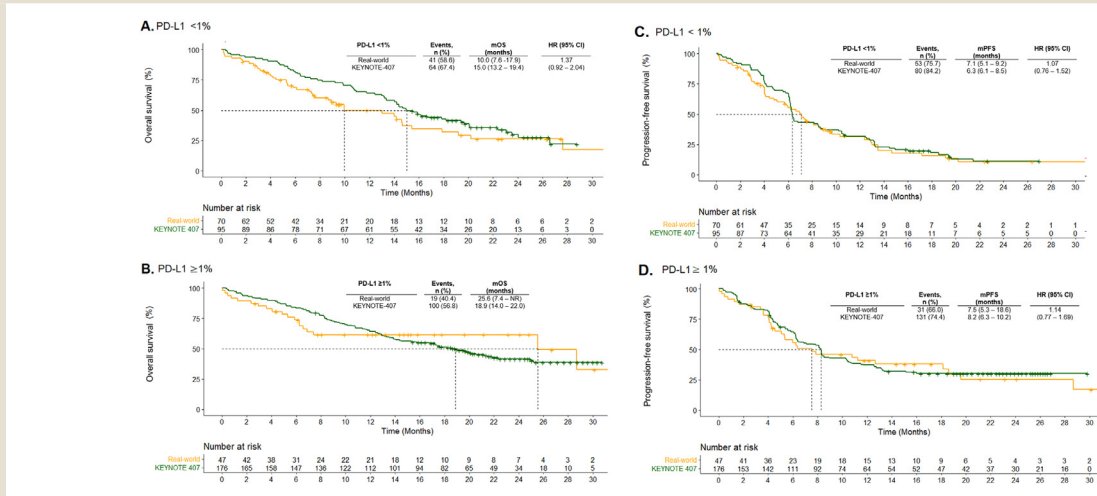 A. PD-L1 <1%
PD-L1 <1% Events, n (%) mOS (months) HR (95% CI)
Real-world 41 (58.6) 10.0 (7.6 -17.9) 1.37
KEYNOTE-407 64 (67.4) 15.0 (13.2 – 19.4) (0.92 – 2.04)
Overall survival (%)
100
75
50
25
0
0 2 4 6 8 10 12 14 16 18 20 22 24 26 28 30
Time (Months)
Number at risk
Real-world 70 62 52 42 34 21 20 18 13 12 10 8 6 6 2 2
KEYNOTE 407 95 89 86 78 71 67 61 55 42 34 26 20 13 6 3 0
0 2 4 6 8 10 12 14 16 18 20 22 24 26 28 30
B. PD-L1 ≥1%
PD-L1 ≥1% Events, n (%) mOS (months)
Real-world 19 (40.4) 25.6 (7.4 – NR)
KEYNOTE-407 100 (56.8) 18.9 (14.0 – 22.0)
Overall survival (%)
100
75
50
25
0
0 2 4 6 8 10 12 14 16 18 20 22 24 26 28 30
Time (Months)
Number at risk
Real-world 47 42 38 31 24 22 21 18 12 10 9 8 7 4 3 2
KEYNOTE 407 176 165 158 147 136 122 112 101 94 82 65 49 34 18 10 5
0 2 4 6 8 10 12 14 16 18 20 22 24 26 28 30
C. PD-L1 < 1%
PD-L1 <1% Events, n (%) mPFS (months) HR (95% CI)
Real-world 53 (75.7) 7.1 (5.1 – 9.2) 1.07
KEYNOTE-407 80 (84.2) 6.3 (6.1 – 8.5) (0.76 – 1.52)
Progression-free survival (%)
100
75
50
25
0
0 2 4 6 8 10 12 14 16 18 20 22 24 26 28 30
Time (Months)
Number at risk
Real-world 70 61 47 35 25 15 14 9 8 7 5 4 2 2 1 1
KEYNOTE 407 95 87 73 64 41 35 29 21 18 11 7 6 5 5 0 0
0 2 4 6 8 10 12 14 16 18 20 22 24 26 28 30
D. PD-L1 ≥ 1%
PD-L1 ≥1% Events, n (%) mPFS (months) HR (95% CI)
Real-world 31 (66.0) 7.5 (5.3 – 18.6) 1.14
KEYNOTE-407 131 (74.4) 8.2 (6.3 – 10.2) (0.77 – 1.69)
Progression-free survival (%)
100
75
50
25
0
0 2 4 6 8 10 12 14 16 18 20 22 24 26 28 30
Time (Months)
Number at risk
Real-world 47 41 36 23 19 18 15 13 10 9 6 5 4 3 3 2
KEYNOTE 407 176 153 142 111 92 74 64 54 52 47 42 37 30 21 16 0
0 2 4 6 8 10 12 14 16 18 20 22 24 26 28 30